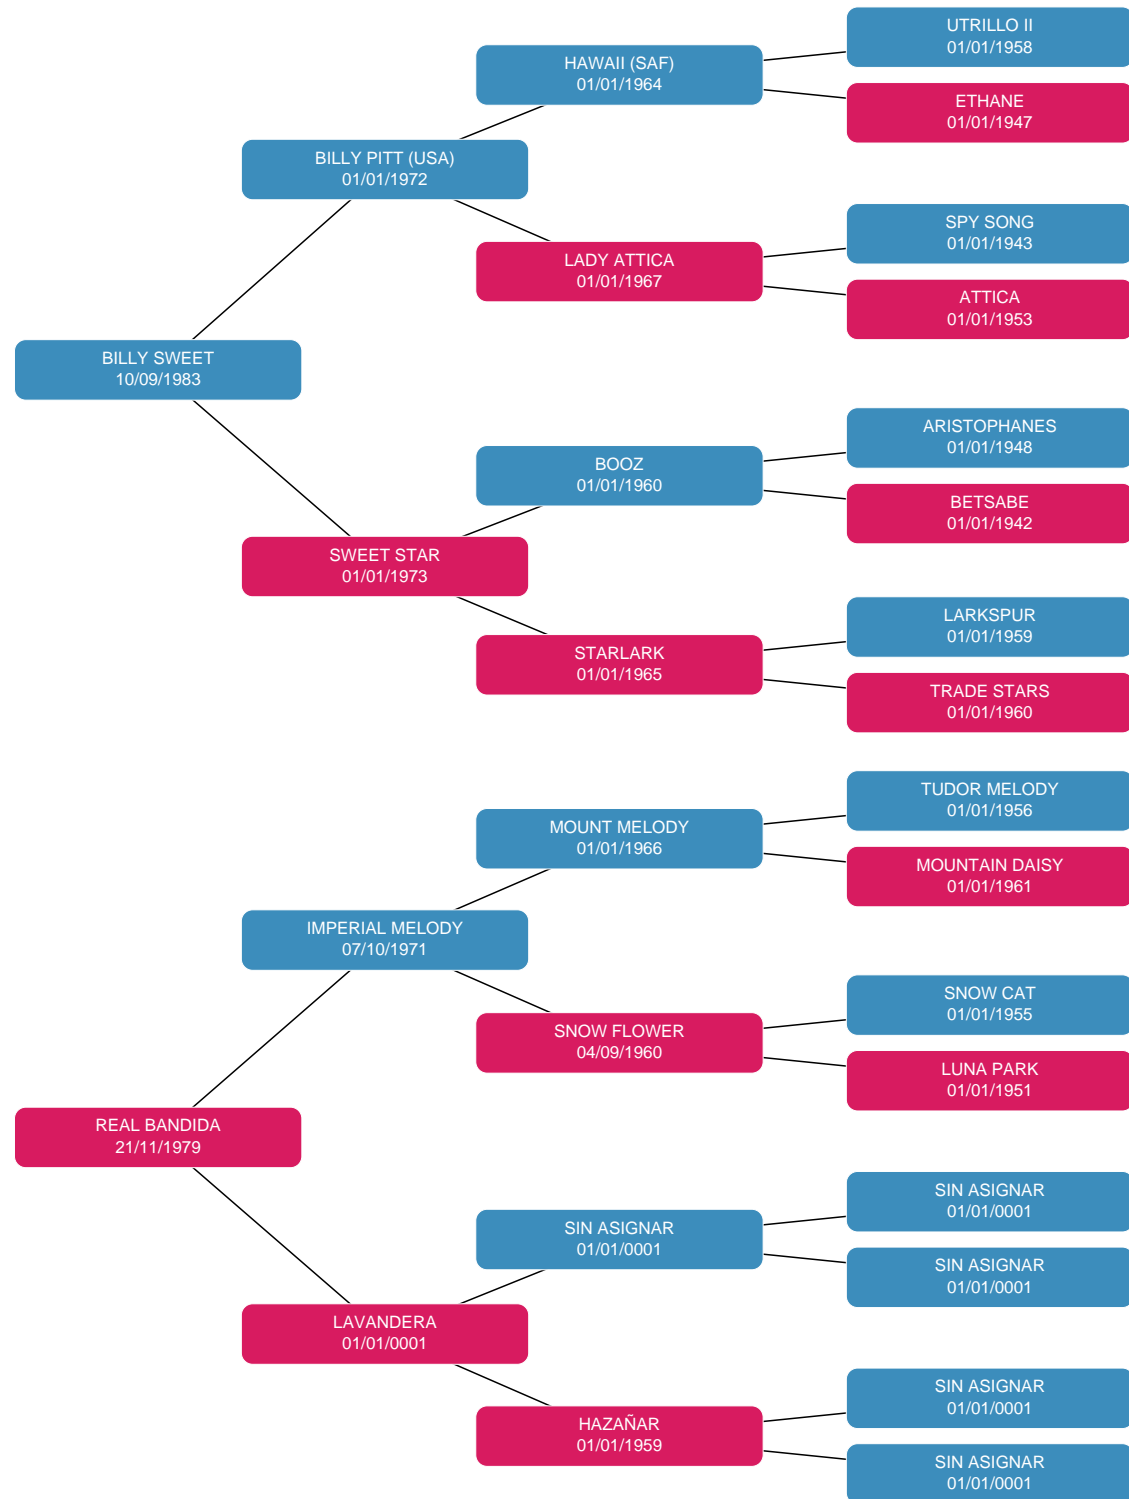 UTRILLO II
01/01/1958
HAWAII (SAF)
01/01/1964
ETHANE
01/01/1947
BILLY PITT (USA)
01/01/1972
SPY SONG
01/01/1943
LADY ATTICA
01/01/1967
ATTICA
01/01/1953
BILLY SWEET
10/09/1983
ARISTOPHANES
01/01/1948
BOOZ
01/01/1960
BETSABE
01/01/1942
SWEET STAR
01/01/1973
LARKSPUR
01/01/1959
STARLARK
01/01/1965
TRADE STARS
01/01/1960
TUDOR MELODY
01/01/1956
MOUNT MELODY
01/01/1966
MOUNTAIN DAISY
01/01/1961
IMPERIAL MELODY
07/10/1971
SNOW CAT
01/01/1955
SNOW FLOWER
04/09/1960
LUNA PARK
01/01/1951
REAL BANDIDA
21/11/1979
SIN ASIGNAR
01/01/0001
SIN ASIGNAR
01/01/0001
SIN ASIGNAR
01/01/0001
LAVANDERA
01/01/0001
SIN ASIGNAR
01/01/0001
HAZAÑAR
01/01/1959
SIN ASIGNAR
01/01/0001